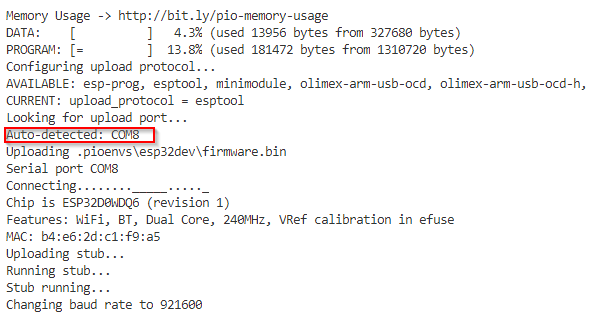 Memory Usage -> http://bit.ly/pio-memory-usage
DATA:    [          ]   4.3% (used 13956 bytes from 327680 bytes)
PROGRAM: [=         ]  13.8% (used 181472 bytes from 1310720 bytes)
Configuring upload protocol...
AVAILABLE: esp-prog, esptool, minimodule, olimex-arm-usb-ocd, olimex-arm-usb-ocd-h,
CURRENT: upload_protocol = esptool
Looking for upload port...
Auto-detected: COM8
Uploading .pioenvs\esp32dev\firmware.bin
Serial port COM8
Connecting........_____....._
Chip is ESP32D0WDQ6 (revision 1)
Features: WiFi, BT, Dual Core, 240MHz, VRef calibration in efuse
MAC: b4:e6:2d:c1:f9:a5
Uploading stub...
Running stub...
Stub running...
Changing baud rate to 921600